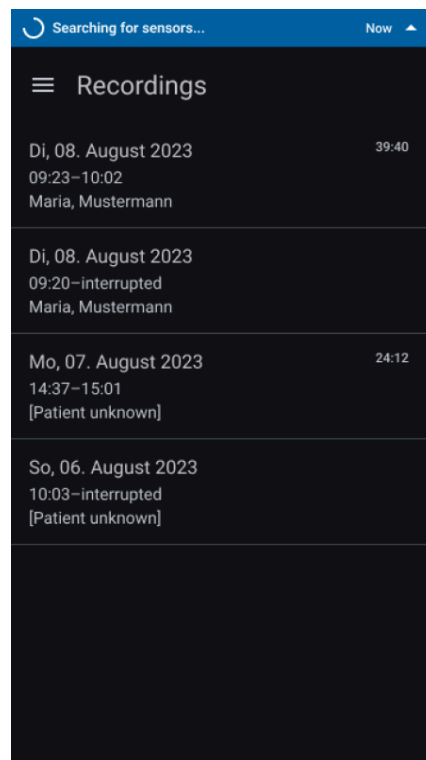 Searching for sensors... Now
Recordings
Di, 08. August 2023 39:40
09:23–10:02
Maria, Mustermann
Di, 08. August 2023
09:20–interrupted
Maria, Mustermann
Mo, 07. August 2023 24:12
14:37–15:01
[Patient unknown]
So, 06. August 2023
10:03–interrupted
[Patient unknown]